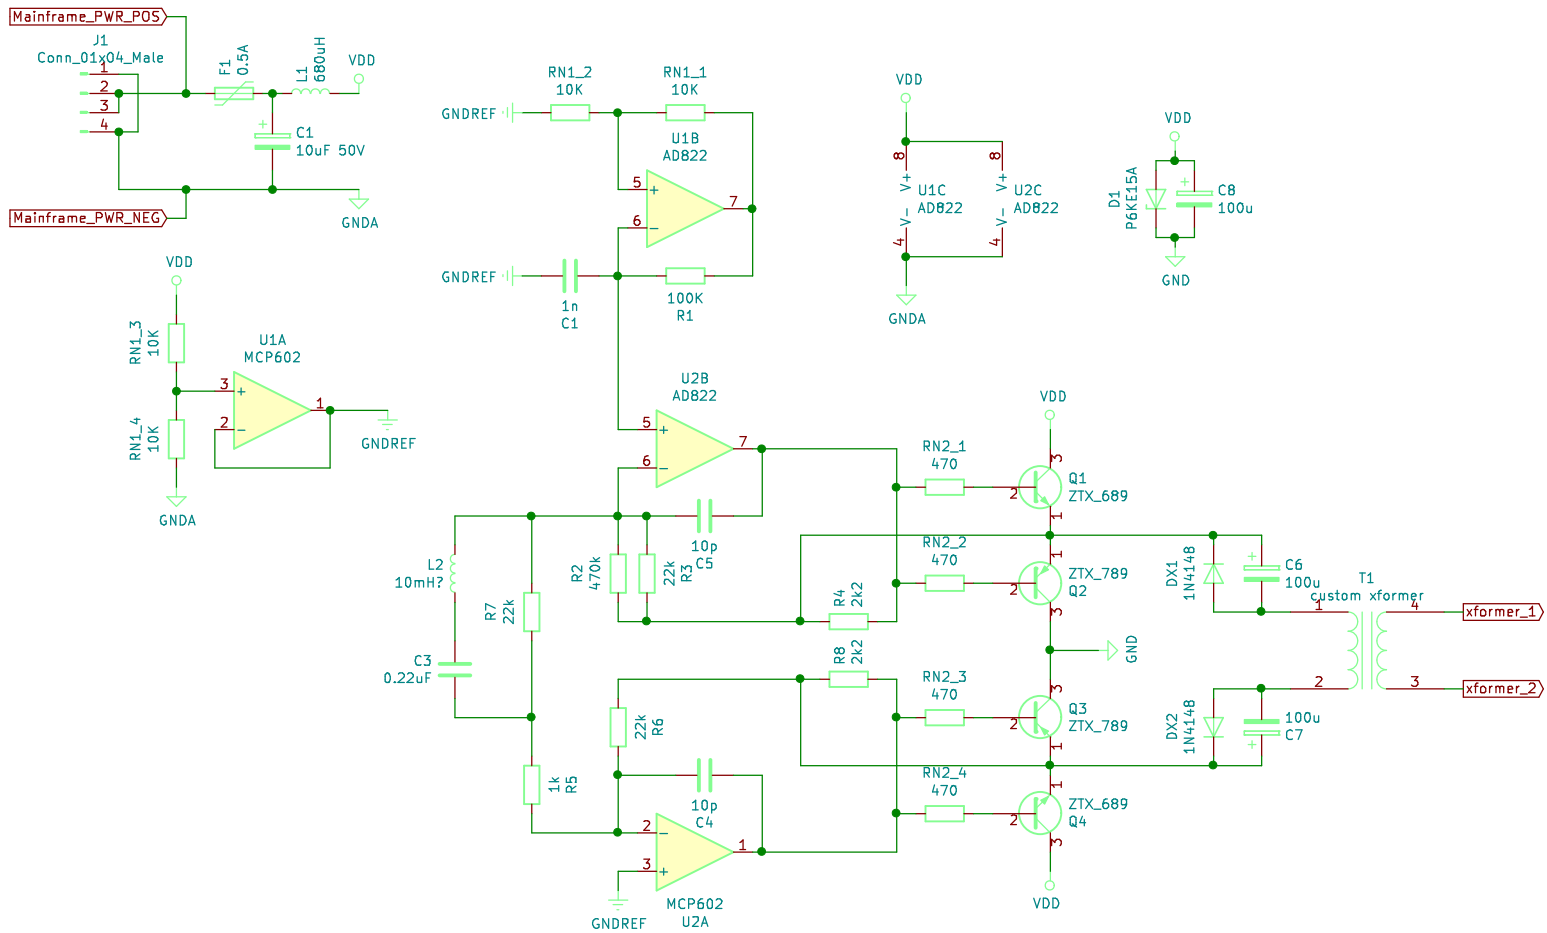 Mainframe_PWR_POS
J1
Conn_01x04_Male
1
2
3
4
F1
0.5A
L1
680uH
VDD
C1
10uF 50V
GNDA
Mainframe_PWR_NEG
VDD
RN1_3
10K
RN1_4
10K
U1A
MCP602
3
+
2
−
1
GNDREF
GNDA
RN1_2
10K
RN1_1
10K
GNDREF
U1B
AD822
5
+
6
−
7
GNDREF
1n
C1
100K
R1
VDD
8
V+
U1C
AD822
V-
4
8
V+
U2C
AD822
V-
4
GNDA
VDD
D1
P6KE15A
+
C8
100u
GND
U2B
AD822
5
+
6
−
7
10p
C5
L2
10mH?
C3
0.22uF
R7
22k
R2
470k
22k
R3
R4
2k2
R8
2k2
22k
R6
1k
R5
10p
C4
2
−
3
+
1
MCP602
U2A
GNDREF
VDD
RN2_1
470
3
2
1
Q1
ZTX_689
RN2_2
470
1
2
3
ZTX_789
Q2
GND
RN2_3
470
3
2
1
Q3
ZTX_789
RN2_4
470
1
2
3
ZTX_689
Q4
VDD
DX1
1N4148
+
C6
100u
DX2
1N4148
100u
C7
+
T1
custom xformer
1
4
2
3
xformer_1
xformer_2